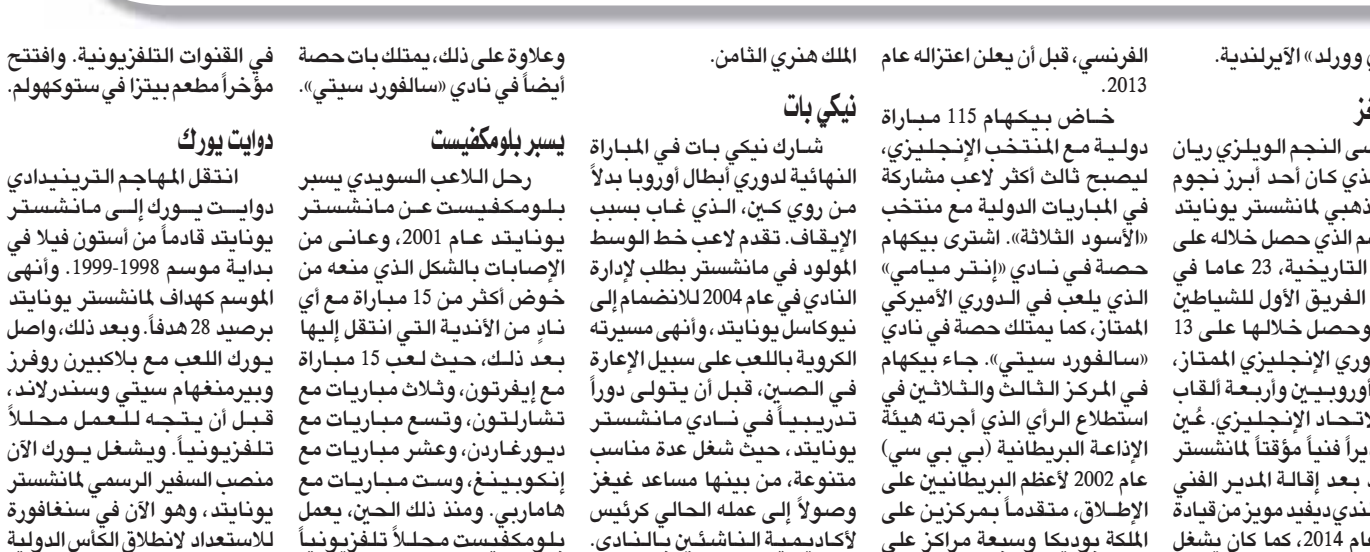 ي وورلد» الآيرلندية.
سى النجم الويلزي ريان
ذي كان أحد أبرز نجوم
ذهبي لمانشستر يونايتد
سم الذي حصل خلاله على
التاريخية، 23 عاما في
الفريق الأول للشياطين
وحصل خلالها على 13
وري الإنجليزي الممتاز،
أوروبيين وأربعة ألقاب
لاتحاد الإنجليزي. عُين
ديراً فنياً مؤقتاً لمانشستر
بعد إقالة المدير الفني
ندي ديفيد مويز من قيادة
عام 2014، كما كان يشغل
الفرنسي، قبل أن يعلن اعتزاله عام
2013.
خاض بيكهام 115 مباراة
دولية مع المنتخب الإنجليزي،
ليصبح ثالث أكثر لاعب مشاركة
في المباريات الدولية مع منتخب
«الأسود الثلاثة». اشترى بيكهام
حصة في نادي «إنتر ميامي»
الذي يلعب في الدوري الأميركي
الممتاز، كما يمتلك حصة في نادي
«سالفورد سيتي». جاء بيكهام
في المركز الثالث والثلاثين في
استطلاع الرأي الذي أجرته هيئة
الإذاعة البريطانية (بي بي سي)
عام 2002 لأعظم البريطانيين على
الإطلاق، متقدماً بمركزين على
الملكة بوديكا وسبعة مراكز على
الملك هنري الثامن.
نيكي بات
شارك نيكي بات في المباراة
النهائية لدوري أبطال أوروبا بدلاً
من روي كين، الذي غاب بسبب
الإيقاف. تقدم لاعب خط الوسط
المولود في مانشستر بطلب لإدارة
النادي في عام 2004 للانضمام إلى
نيوكاسل يونايتد، وأنهى مسيرته
الكروية باللعب على سبيل الإعارة
في الصين، قبل أن يتولى دوراً
تدريبياً في نادي مانشستر
يونايتد، حيث شغل عدة مناسب
متنوعة، من بينها مساعد غيغز
وصولاً إلى عمله الحالي كرئيس
لأكاديمية الناشئين بالنادي.
وعلاوة على ذلك، يمتلك بات حصة
أيضاً في نادي «سالفورد سيتي».
يسبر بلومكفيست
رحل اللاعب السويدي يسبر
بلومكفيست عن مانشستر
يونايتد عام 2001، وعانى من
الإصابات بالشكل الذي منعه من
خوض أكثر من 15 مباراة مع أي
نادٍ من الأندية التي انتقل إليها
بعد ذلك، حيث لعب 15 مباراة
مع إيفرتون، وثلاث مباريات مع
تشارلتون، وتسع مباريات مع
ديورغاردن، وعشر مباريات مع
إنكوبينغ، وست مباريات مع
هاماربي. ومنذ ذلك الحين، يعمل
بلومكفيست محللاً تلفزيونياً
في القنوات التلفزيونية. وافتتح
مؤخراً مطعم بيتزا في ستوكهولم.
دوايت يورك
انتقل المهاجم الترينيدادي
دوايت يورك إلى مانشستر
يونايتد قادماً من أستون فيلا في
بداية موسم 1998-1999. وأنهى
الموسم كهداف لمانشستر يونايتد
برصيد 28 هدفاً. وبعد ذلك، واصل
يورك اللعب مع بلاكبيرن روفرز
وبيرمنغهام سيتي وسندرلاند،
قبل أن يتجه للعمل محللاً
تلفزيونياً. ويشغل يورك الآن
منصب السفير الرسمي لمانشستر
يونايتد، وهو الآن في سنغافورة
للاستعداد لانطلاق الكأس الدولية